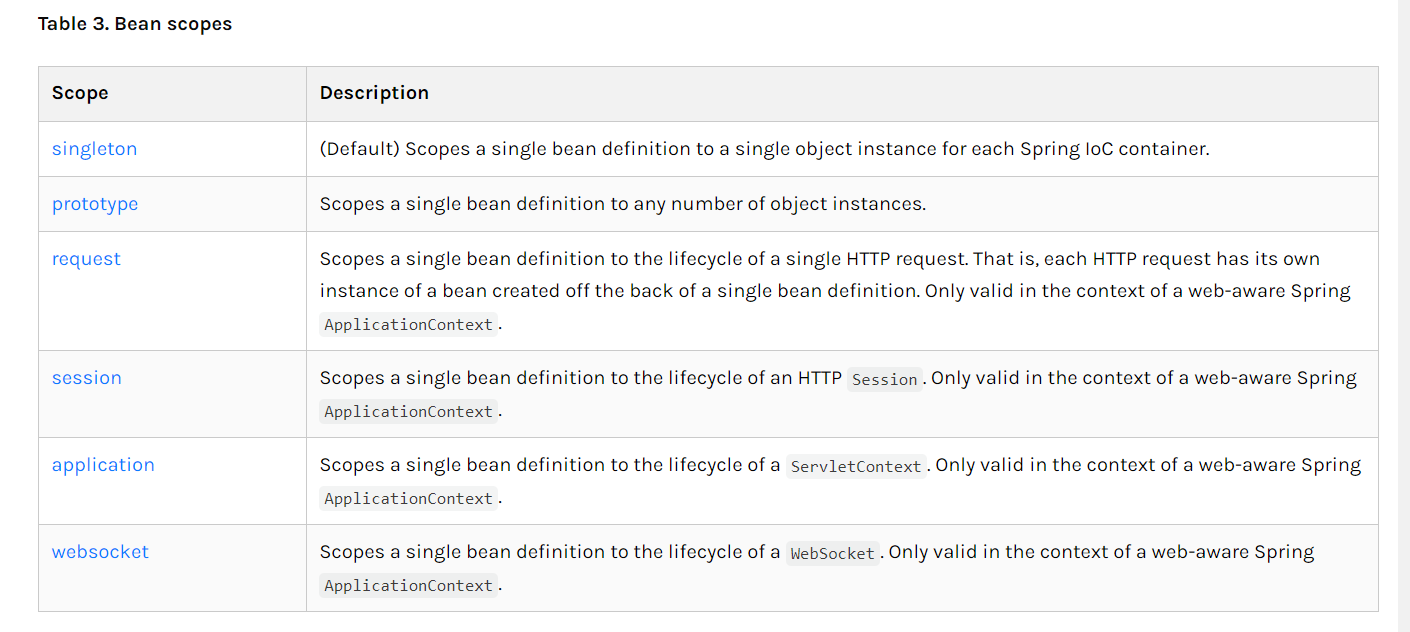 Table 3. Bean scopes
Scope Description
singleton (Default) Scopes a single bean definition to a single object instance for each Spring IoC container.
prototype Scopes a single bean definition to any number of object instances.
request Scopes a single bean definition to the lifecycle of a single HTTP request. That is, each HTTP request has its own
instance of a bean created off the back of a single bean definition. Only valid in the context of a web-aware Spring
ApplicationContext.
session Scopes a single bean definition to the lifecycle of an HTTP Session. Only valid in the context of a web-aware Spring
ApplicationContext.
application Scopes a single bean definition to the lifecycle of a ServletContext. Only valid in the context of a web-aware Spring
ApplicationContext.
websocket Scopes a single bean definition to the lifecycle of a WebSocket. Only valid in the context of a web-aware Spring
ApplicationContext.